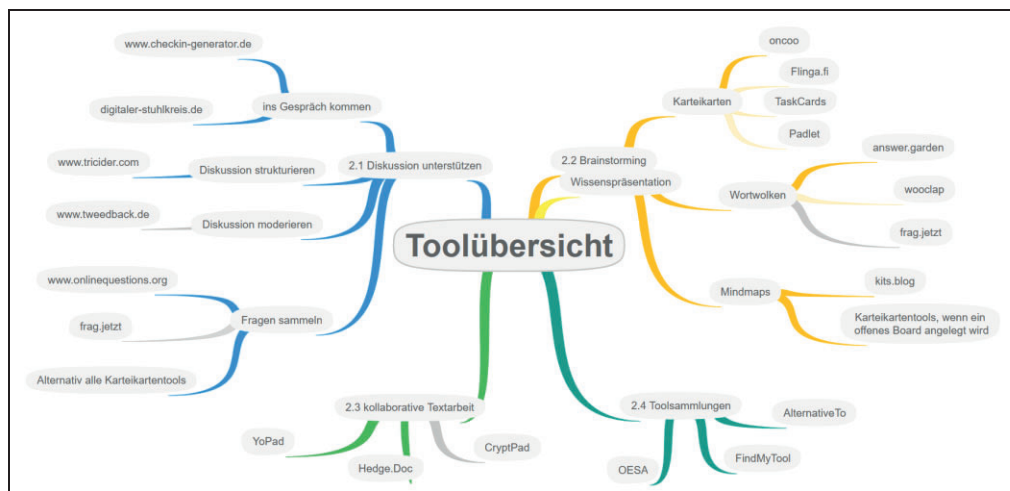 Toolübersicht
2.1 Diskussion unterstützen
ins Gespräch kommen
www.checkin-generator.de
digitaler-stuhlkreis.de
Diskussion strukturieren
www.tricider.com
Diskussion moderieren
www.tweedback.de
Fragen sammeln
www.onlinequestions.org
frag.jetzt
Alternativ alle Karteikartentools
2.2 Brainstorming
Wissenspräsentation
Karteikarten
oncoo
Flinga.fi
TaskCards
Padlet
Wortwolken
answer.garden
wooclap
frag.jetzt
Mindmaps
kits.blog
Karteikartentools, wenn ein
offenes Board angelegt wird
2.3 kollaborative Textarbeit
YoPad
Hedge.Doc
CryptPad
2.4 Toolsammlungen
AlternativeTo
FindMyTool
OESA